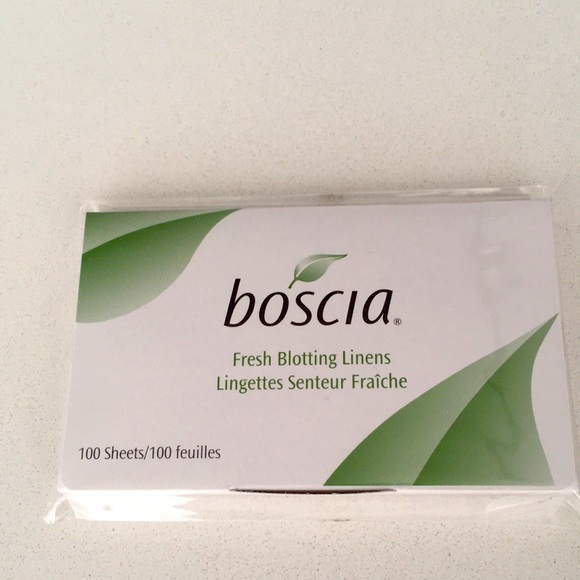 boscia®
Fresh Blotting Linens
Lingettes Senteur Fraîche
100 Sheets/100 feuilles